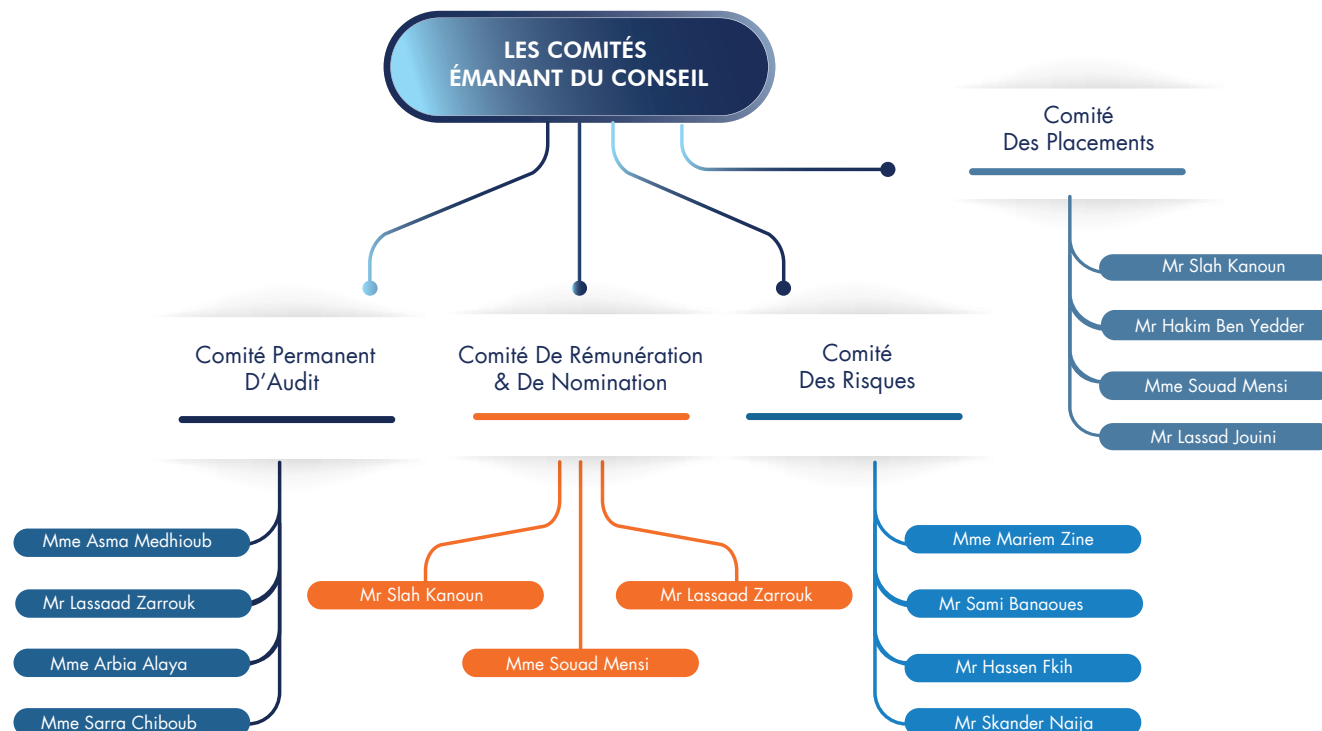 LES COMITÉS
ÉMANANT DU CONSEIL
Comité
Des Placements
Mr Slah Kanoun
Mr Hakim Ben Yedder
Mme Souad Mensi
Mr Lassad Jouini
Comité Permanent
D'Audit
Mme Asma Medhioub
Mr Lassaad Zarrouk
Mme Arbia Alaya
Mme Sarra Chiboub
Comité De Rémunération
& De Nomination
Mr Slah Kanoun
Mme Souad Mensi
Mr Lassaad Zarrouk
Comité
Des Risques
Mme Mariem Zine
Mr Sami Banaoues
Mr Hassen Fkih
Mr Skander Naija